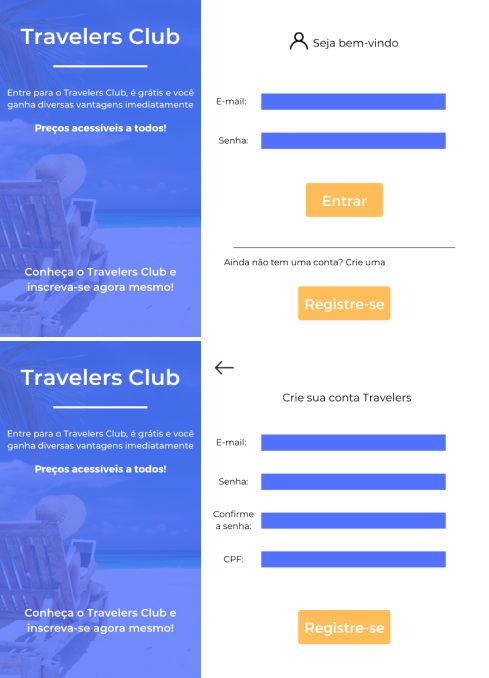 Travelers Club
Entre para o Travelers Club, é grátis e você
ganha diversas vantagens imediatamente
Preços acessíveis a todos!
Conheça o Travelers Club e
inscreva-se agora mesmo!
Seja bem-vindo
E-mail:
Senha:
Entrar
Ainda não tem uma conta? Crie uma
Registre-se
Travelers Club
Entre para o Travelers Club, é grátis e você
ganha diversas vantagens imediatamente
Preços acessíveis a todos!
Conheça o Travelers Club e
inscreva-se agora mesmo!
Crie sua conta Travelers
E-mail:
Senha:
Confirme
a senha:
CPF:
Registre-se